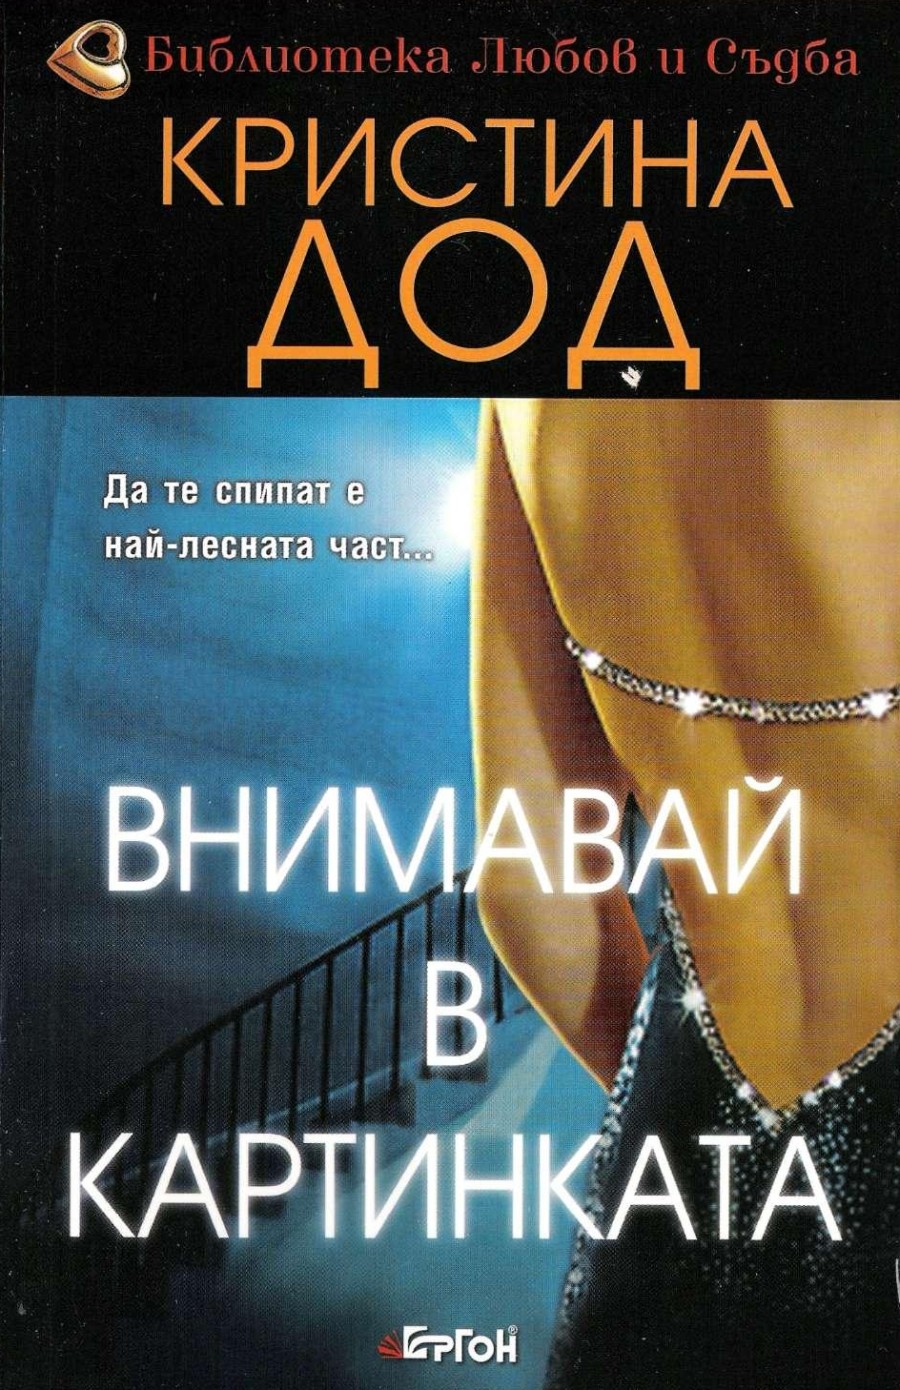 Библиотека Любов и Съдба
КРИСТИНА
ДОД
Да те спипат е
най-лесната част...
ВНИМАВАЙ
В
КАРТИНКАТА
ЕРГОН®